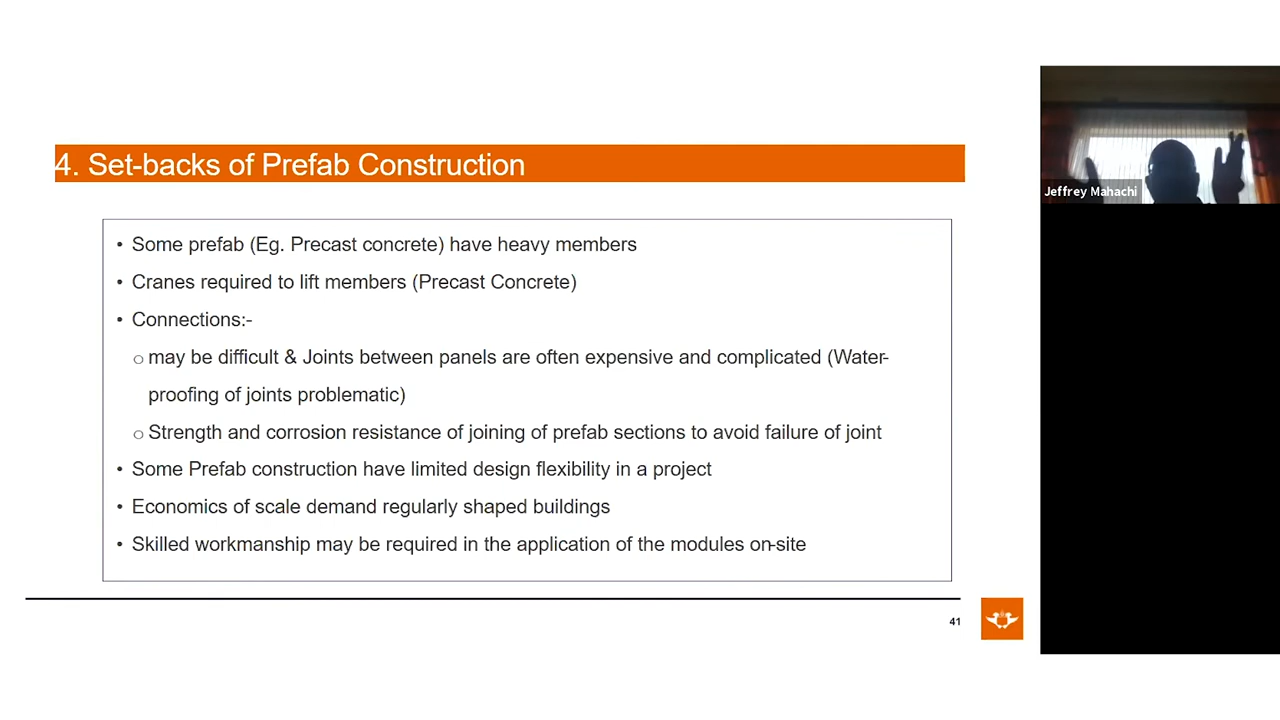 4. Set-backs of Prefab Construction
• Some prefab (Eg. Precast concrete) have heavy members
• Cranes required to lift members (Precast Concrete)
• Connections:-
o may be difficult & Joints between panels are often expensive and complicated (Water-
proofing of joints problematic)
o Strength and corrosion resistance of joining of prefab sections to avoid failure of joint
• Some Prefab construction have limited design flexibility in a project
• Economics of scale demand regularly shaped buildings
• Skilled workmanship may be required in the application of the modules on-site
41
Jeffrey Mahachi